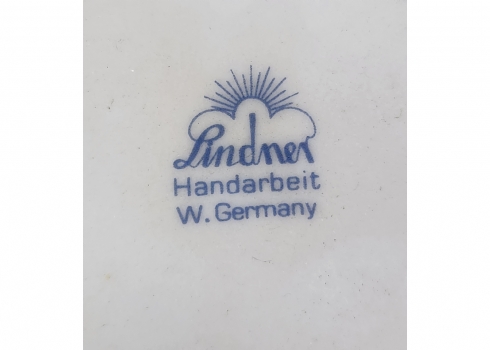 Lindner
Handarbeit
W. Germany